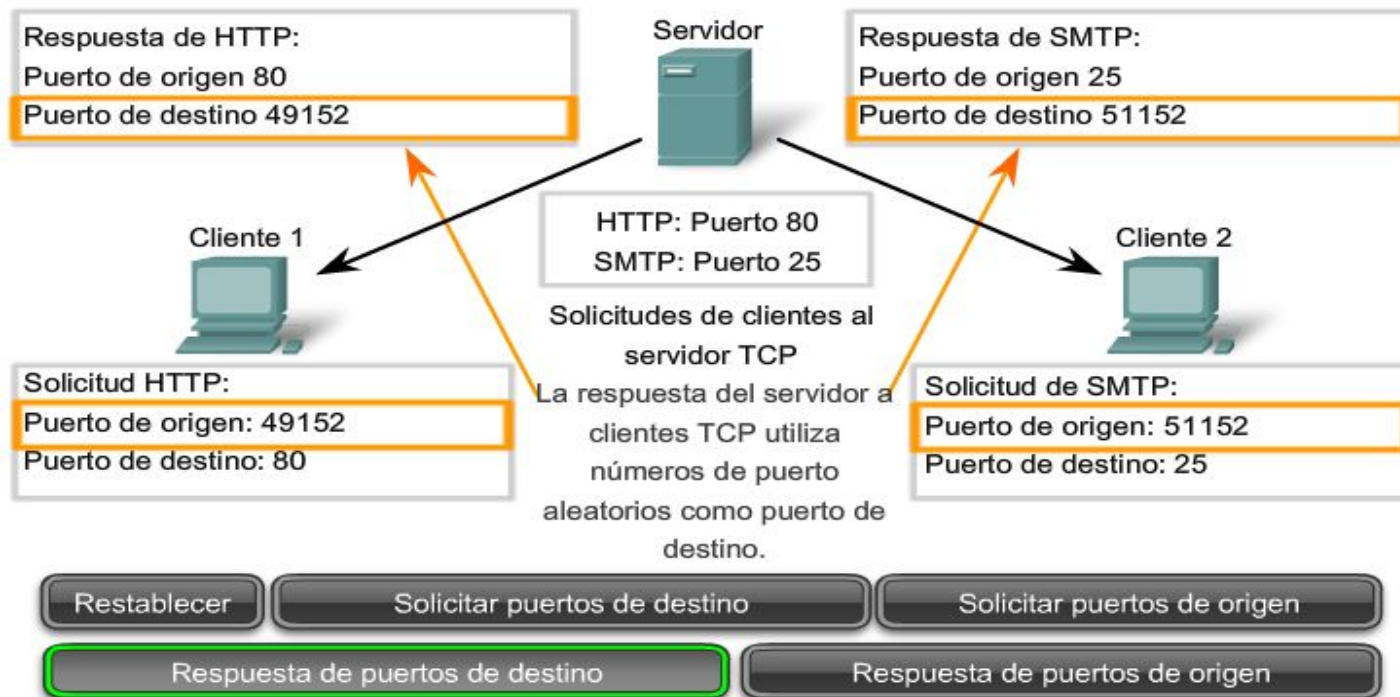 Respuesta de HTTP:
Puerto de origen 80
Puerto de destino 49152
Servidor
Respuesta de SMTP:
Puerto de origen 25
Puerto de destino 51152
HTTP: Puerto 80
SMTP: Puerto 25
Cliente 1
Cliente 2
Solicitudes de clientes al
servidor TCP
La respuesta del servidor a
clientes TCP utiliza
números de puerto
aleatorios como puerto de
destino.
Solicitud HTTP:
Puerto de origen: 49152
Puerto de destino: 80
Solicitud de SMTP:
Puerto de origen: 51152
Puerto de destino: 25
Restablecer
Solicitar puertos de destino
Solicitar puertos de origen
Respuesta de puertos de destino
Respuesta de puertos de origen